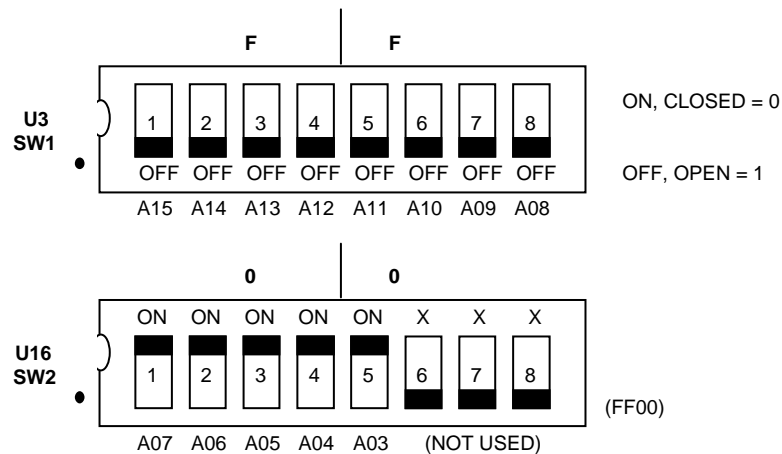 F F
U3
SW1
1 2 3 4 5 6 7 8
OFF OFF OFF OFF OFF OFF OFF OFF
A15 A14 A13 A12 A11 A10 A09 A08
ON, CLOSED = 0
OFF, OPEN = 1
0 0
ON ON ON ON ON X X X
U16
SW2
1 2 3 4 5 6 7 8
(FF00)
A07 A06 A05 A04 A03 (NOT USED)